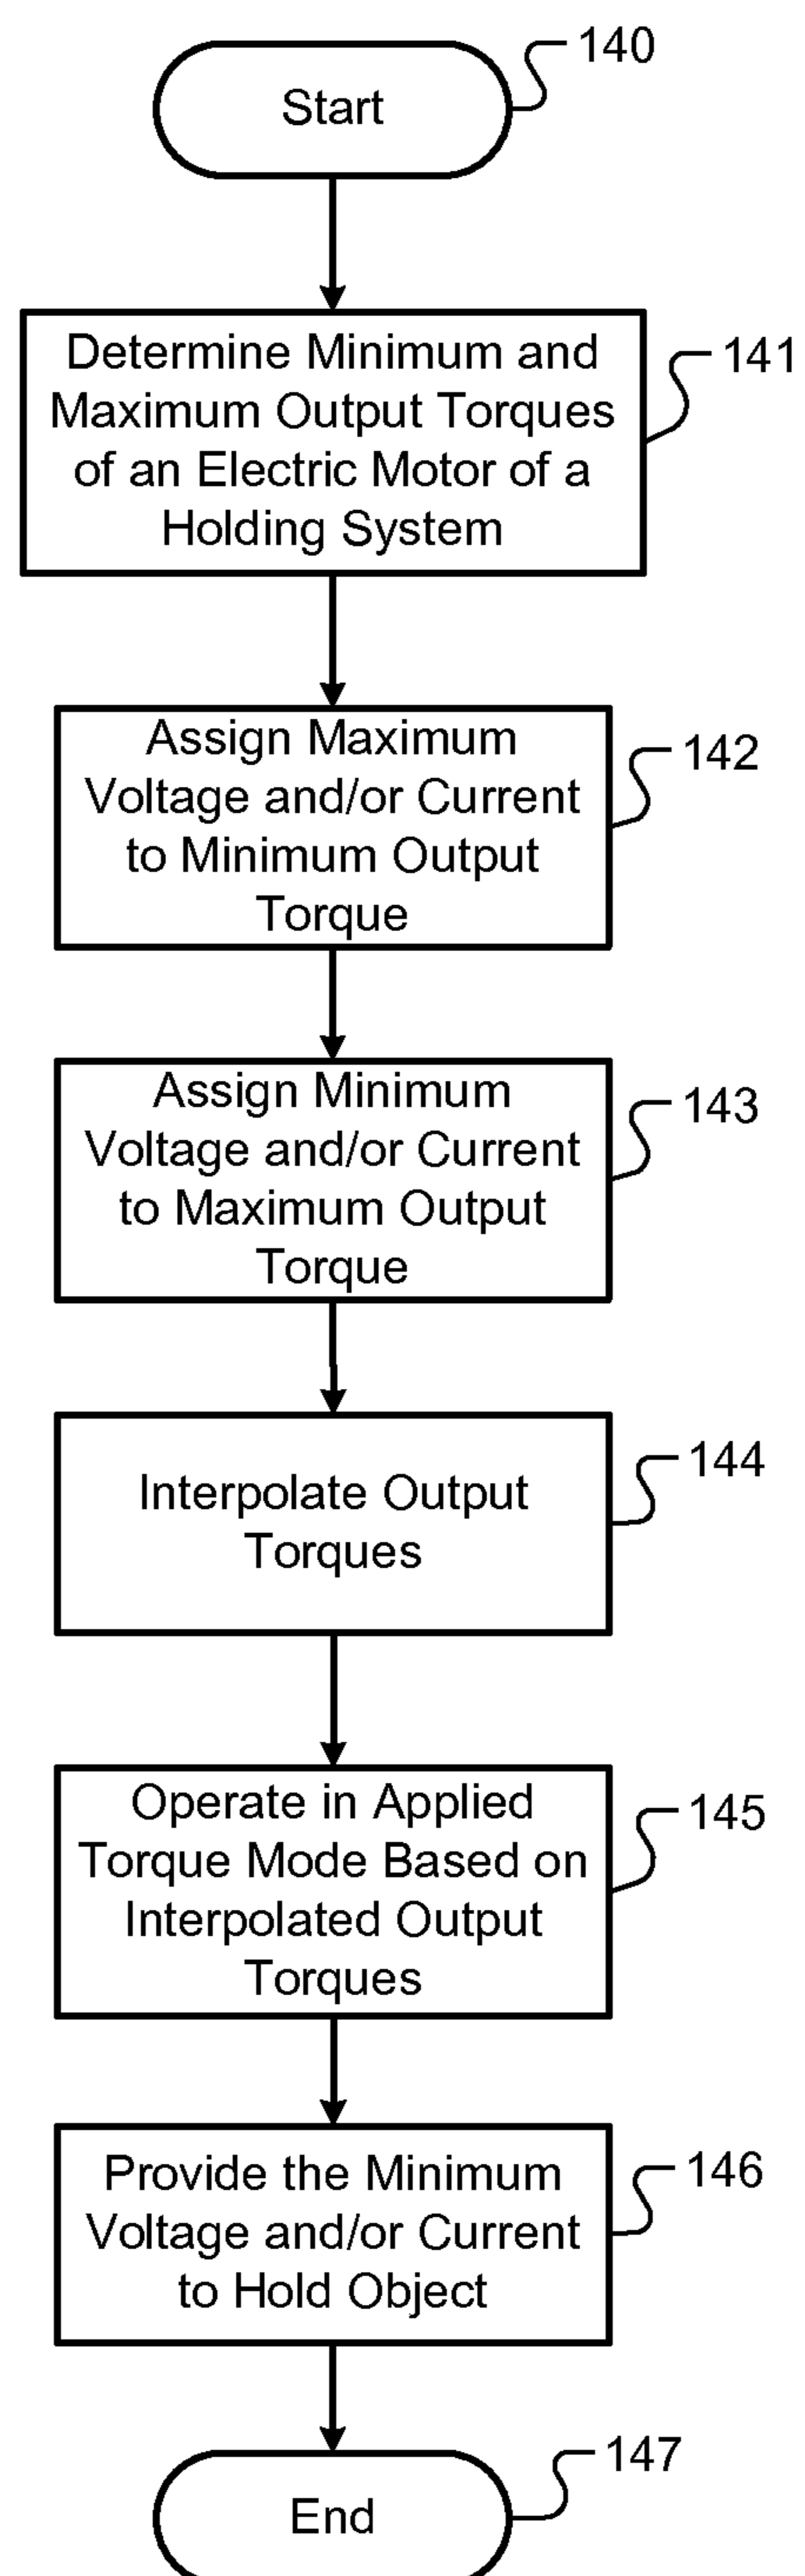 Start
140
Determine Minimum and
Maximum Output Torques
of an Electric Motor of a
Holding System
141
Assign Maximum
Voltage and/or Current
to Minimum Output
Torque
142
Assign Minimum
Voltage and/or Current
to Maximum Output
Torque
143
Interpolate Output
Torques
144
Operate in Applied
Torque Mode Based on
Interpolated Output
Torques
145
Provide the Minimum
Voltage and/or Current
to Hold Object
146
End
147